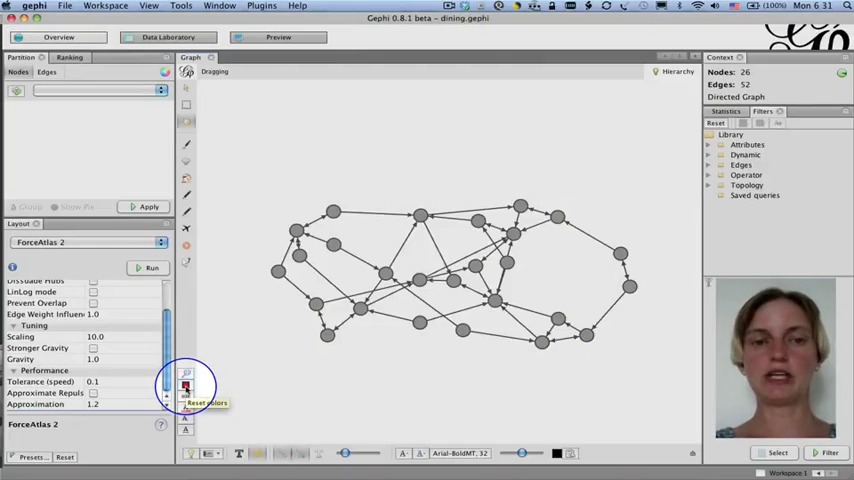 gephi File Workspace View Tools Window Plugins Help (100%) Mon 6 31
Gephi 0.8.1 beta - dining.gephi
Overview Data Laboratory Preview
Partition Ranking
Nodes Edges
Group Show Pie Apply
Layout
ForceAtlas 2
Run
Dissuade Hubs
LinLog mode
Prevent Overlap
Edge Weight Influen 1.0
Tuning
Scaling 10.0
Stronger Gravity
Gravity 1.0
Performance
Tolerance (speed) 0.1
Approximate Repuls
Approximation 1.2
ForceAtlas 2
Presets... Reset
Graph
Dragging
Hierarchy
Reset colors
Arial-BoldMT, 32
Context
Nodes: 26
Edges: 52
Directed Graph
Statistics Filters
Reset
Library
Attributes
Dynamic
Edges
Operator
Topology
Saved queries
Select Filter
Workspace 1